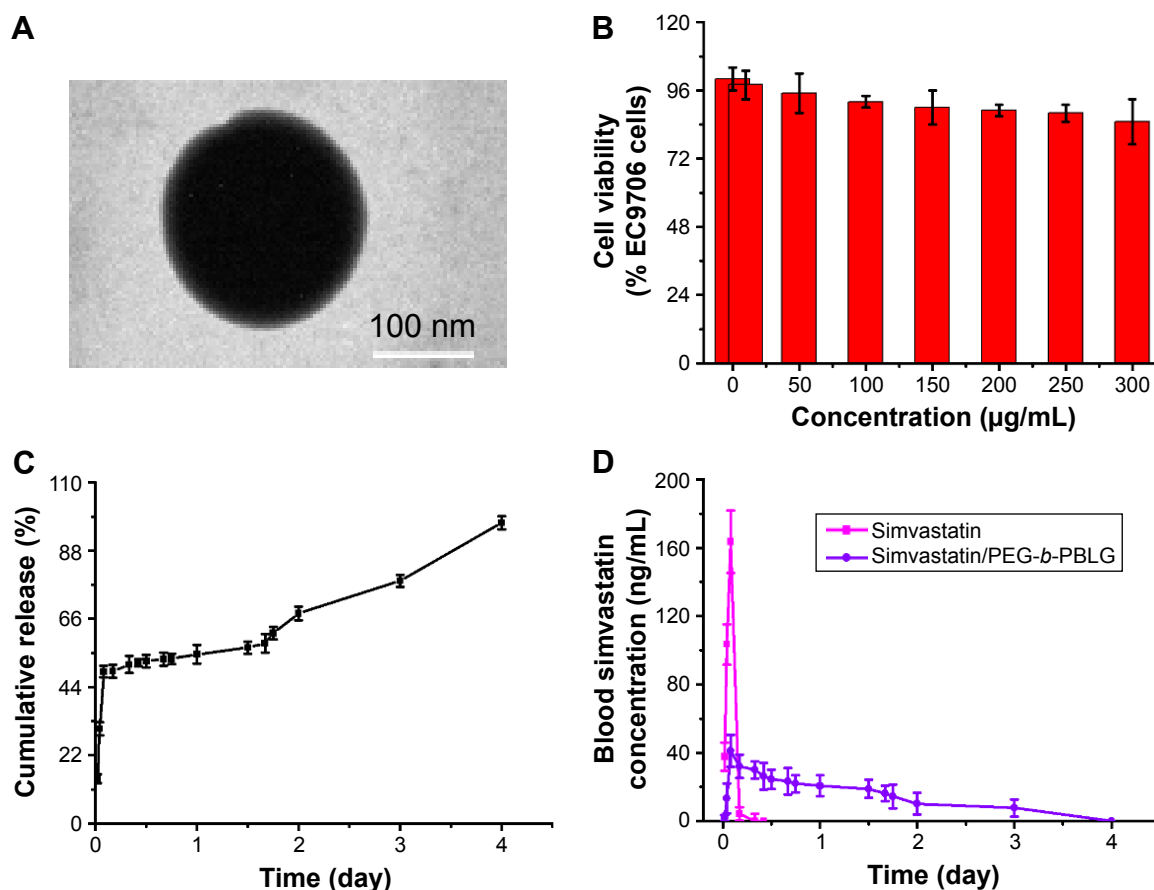 A
100 nm
B
Cell viability
(% EC9706 cells)
120
96
72
48
24
0
0 50 100 150 200 250 300
Concentration (µg/mL)
C
Cumulative release (%)
110
88
66
44
22
0
0 1 2 3 4
Time (day)
D
Blood simvastatin
concentration (ng/mL)
200
160
120
80
40
0
Simvastatin
Simvastatin/PEG-b-PBLG
0 1 2 3 4
Time (day)